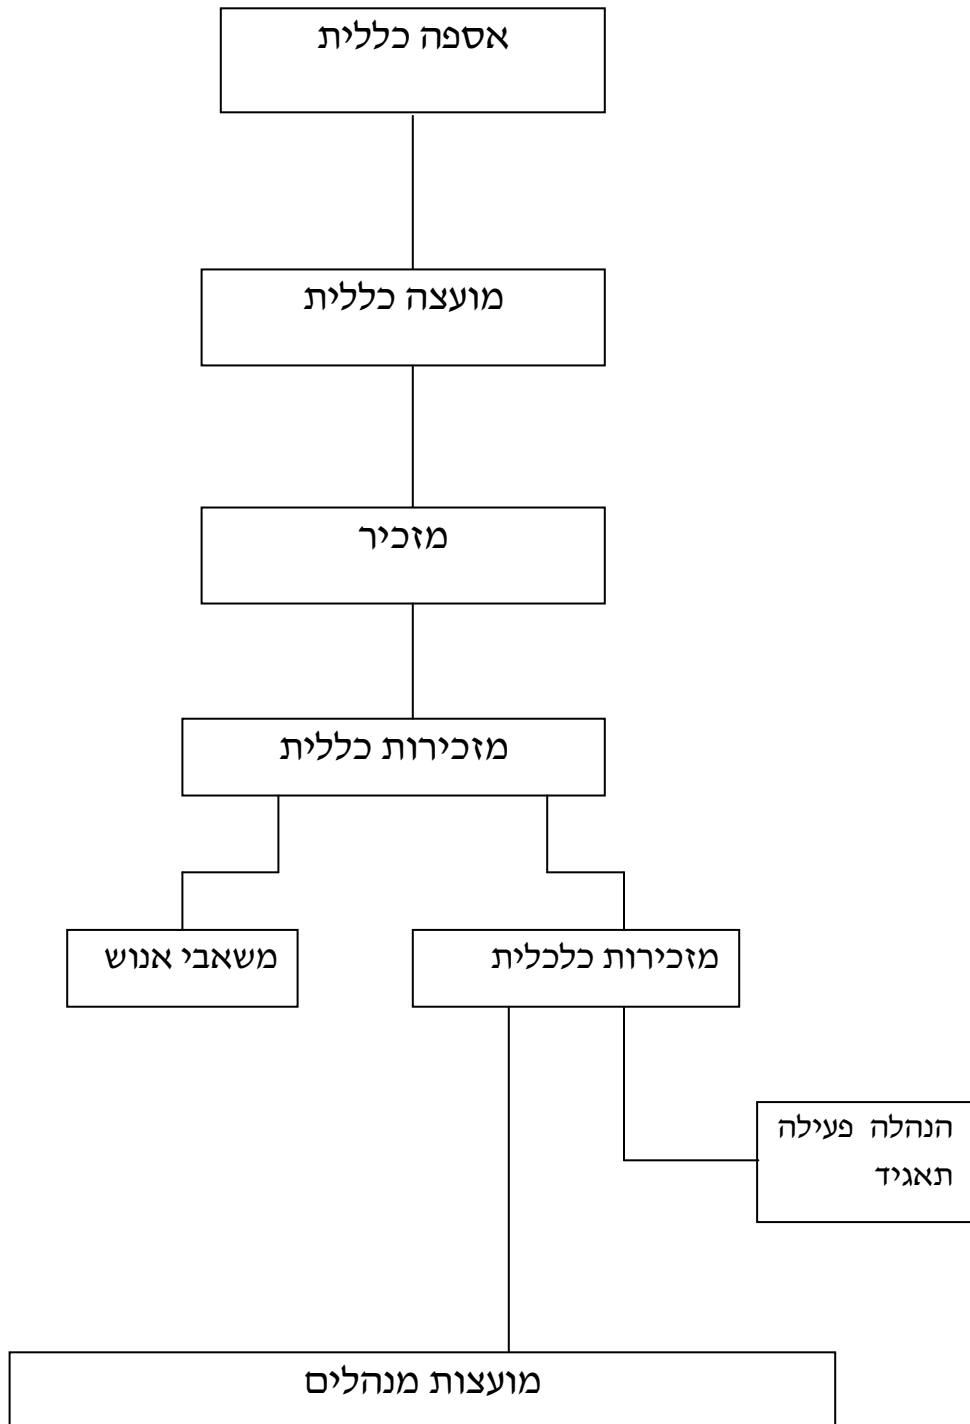 אספה כללית
מועצה כללית
מזכיר
מזכירות כללית
מזכירות כלכלית
משאבי אנוש
הנהלה פעילה
תאגיד
מועצות מנהלים